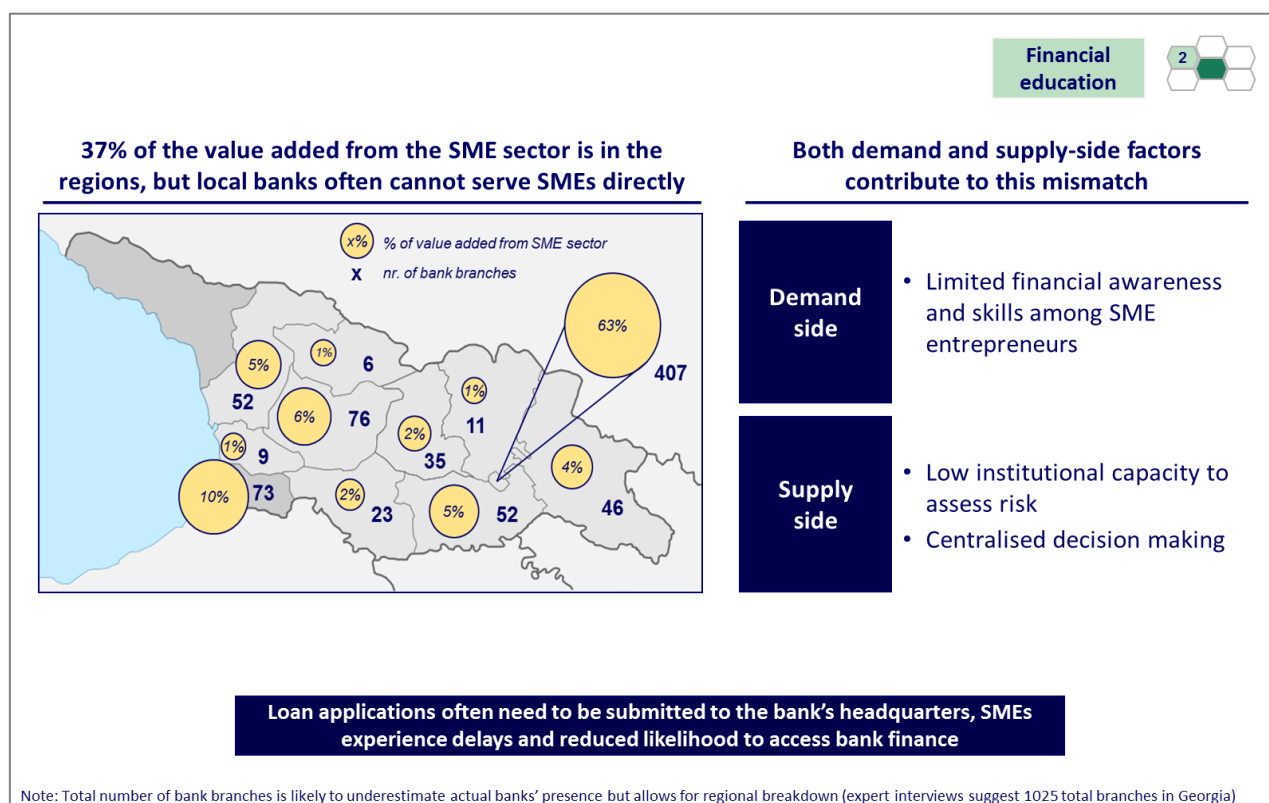 Financial
education
2
37% of the value added from the SME sector is in the
regions, but local banks often cannot serve SMEs directly
x% % of value added from SME sector
x nr. of bank branches
63%
407
1%
6
5%
52
6%
76
1%
11
2%
35
1%
9
4%
46
10%
73
2%
23
5%
52
Both demand and supply-side factors
contribute to this mismatch
Demand
side
• Limited financial awareness
and skills among SME
entrepreneurs
Supply
side
• Low institutional capacity to
assess risk
• Centralised decision making
Loan applications often need to be submitted to the bank’s headquarters, SMEs
experience delays and reduced likelihood to access bank finance
Note: Total number of bank branches is likely to underestimate actual banks’ presence but allows for regional breakdown (expert interviews suggest 1025 total branches in Georgia)